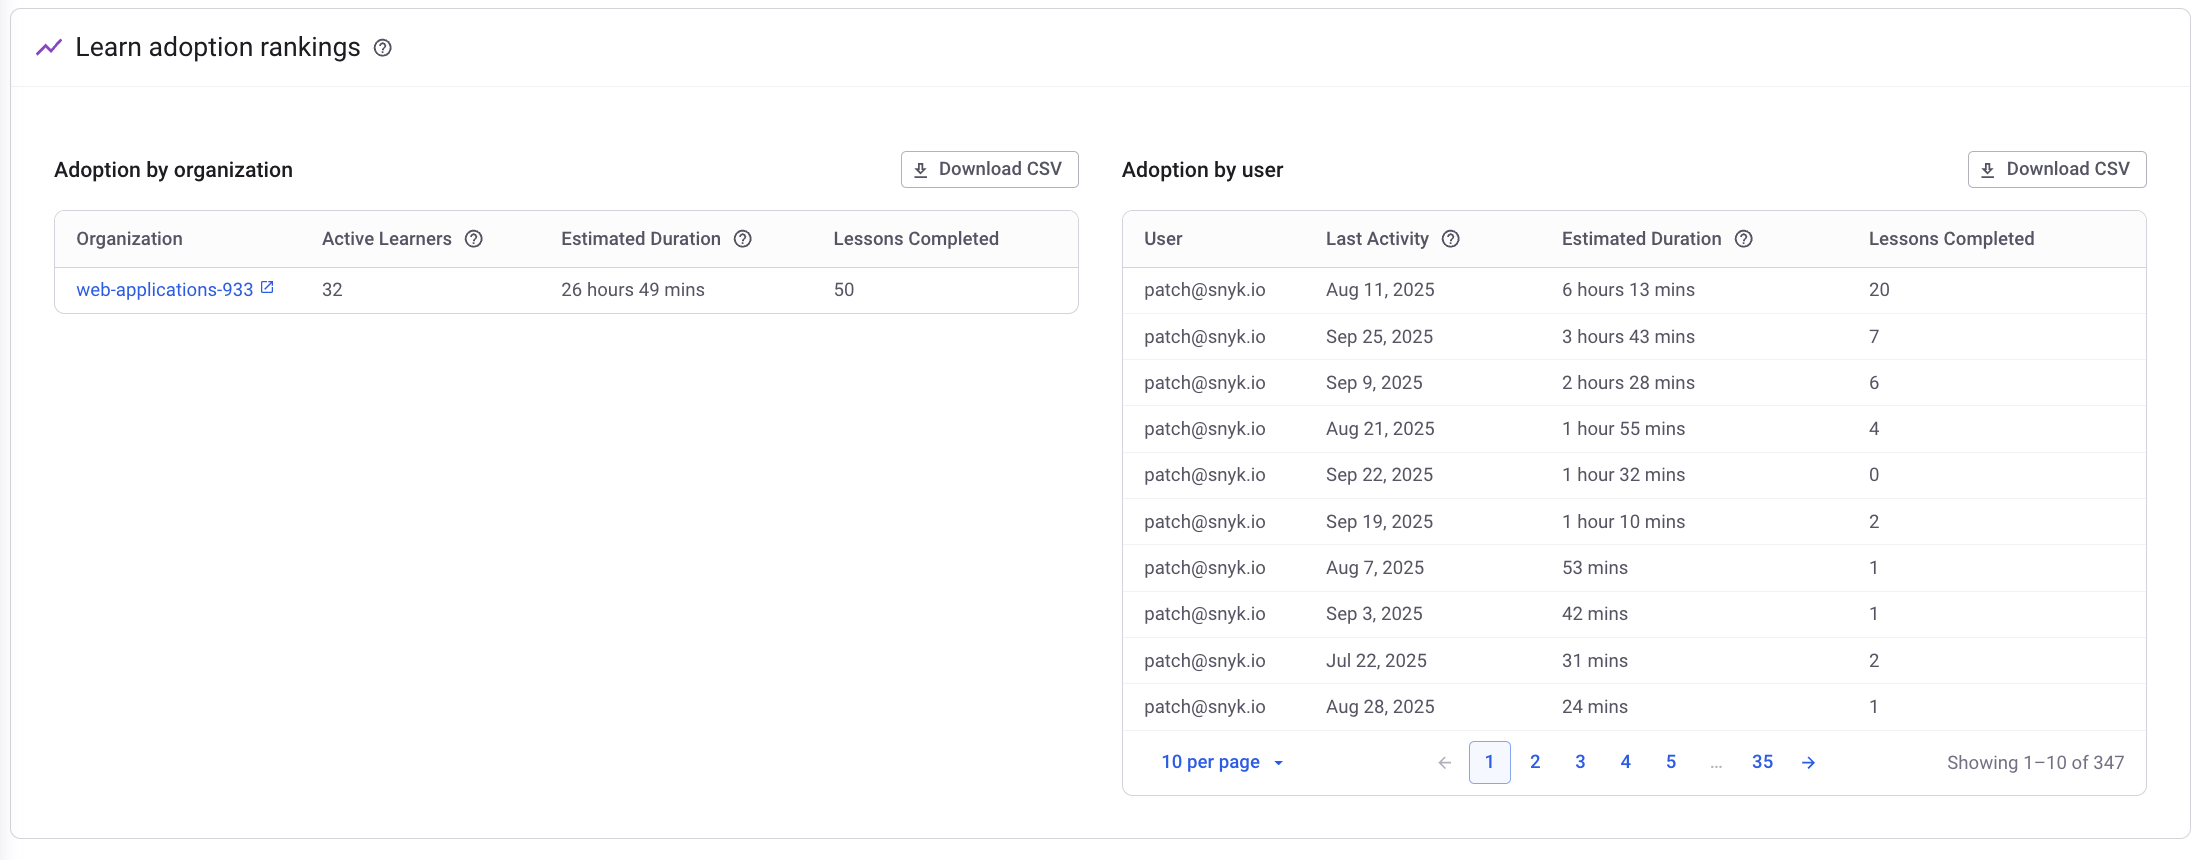 Learn adoption rankings
Adoption by organization
Download CSV
Organization Active Learners Estimated Duration Lessons Completed
web-applications-933 32 26 hours 49 mins 50
Adoption by user
Download CSV
User Last Activity Estimated Duration Lessons Completed
patch@snyk.io Aug 11, 2025 6 hours 13 mins 20
patch@snyk.io Sep 25, 2025 3 hours 43 mins 7
patch@snyk.io Sep 9, 2025 2 hours 28 mins 6
patch@snyk.io Aug 21, 2025 1 hour 55 mins 4
patch@snyk.io Sep 22, 2025 1 hour 32 mins 0
patch@snyk.io Sep 19, 2025 1 hour 10 mins 2
patch@snyk.io Aug 7, 2025 53 mins 1
patch@snyk.io Sep 3, 2025 42 mins 1
patch@snyk.io Jul 22, 2025 31 mins 2
patch@snyk.io Aug 28, 2025 24 mins 1
10 per page 1 2 3 4 5 ... 35 Showing 1–10 of 347